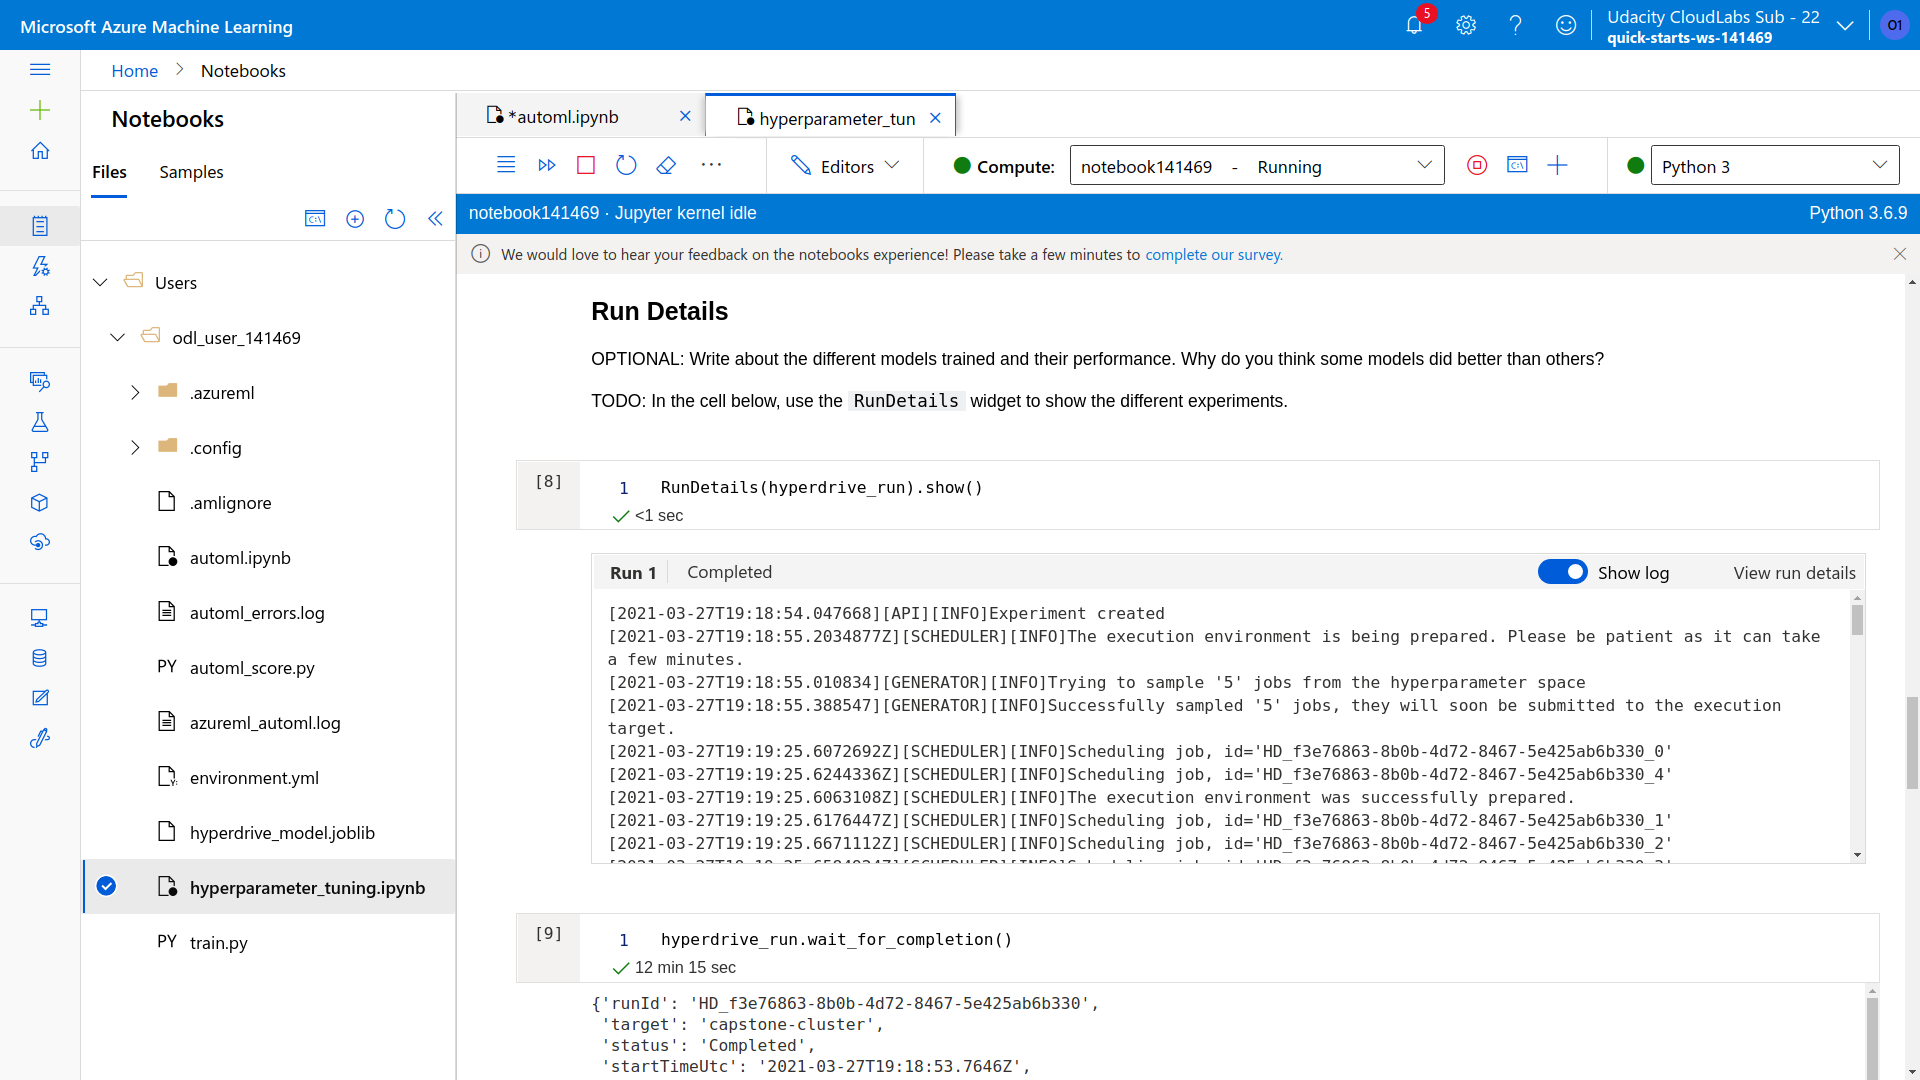 Microsoft Azure Machine Learning
5
Udacity CloudLabs Sub - 22
quick-starts-ws-141469
O1
Home > Notebooks
Notebooks
Files
Samples
Users
odl_user_141469
.azureml
.config
.amlignore
automl.ipynb
automl_errors.log
PY automl_score.py
azureml_automl.log
environment.yml
hyperdrive_model.joblib
hyperparameter_tuning.ipynb
PY train.py
*automl.ipynb
hyperparameter_tun
Editors
Compute:
notebook141469 - Running
Python 3
notebook141469 · Jupyter kernel idle
Python 3.6.9
We would love to hear your feedback on the notebooks experience! Please take a few minutes to complete our survey.
Run Details
OPTIONAL: Write about the different models trained and their performance. Why do you think some models did better than others?
TODO: In the cell below, use the RunDetails widget to show the different experiments.
[8]
1 RunDetails(hyperdrive_run).show()
<1 sec
Run 1
Completed
Show log
View run details
[2021-03-27T19:18:54.047668][API][INFO]Experiment created
[2021-03-27T19:18:55.2034877Z][SCHEDULER][INFO]The execution environment is being prepared. Please be patient as it can take
a few minutes.
[2021-03-27T19:18:55.010834][GENERATOR][INFO]Trying to sample '5' jobs from the hyperparameter space
[2021-03-27T19:18:55.388547][GENERATOR][INFO]Successfully sampled '5' jobs, they will soon be submitted to the execution
target.
[2021-03-27T19:19:25.6072692Z][SCHEDULER][INFO]Scheduling job, id='HD_f3e76863-8b0b-4d72-8467-5e425ab6b330_0'
[2021-03-27T19:19:25.6244336Z][SCHEDULER][INFO]Scheduling job, id='HD_f3e76863-8b0b-4d72-8467-5e425ab6b330_4'
[2021-03-27T19:19:25.6063108Z][SCHEDULER][INFO]The execution environment was successfully prepared.
[2021-03-27T19:19:25.6176447Z][SCHEDULER][INFO]Scheduling job, id='HD_f3e76863-8b0b-4d72-8467-5e425ab6b330_1'
[2021-03-27T19:19:25.6671112Z][SCHEDULER][INFO]Scheduling job, id='HD_f3e76863-8b0b-4d72-8467-5e425ab6b330_2'
[9]
1 hyperdrive_run.wait_for_completion()
12 min 15 sec
{'runId': 'HD_f3e76863-8b0b-4d72-8467-5e425ab6b330',
'target': 'capstone-cluster',
'status': 'Completed',
'startTimeUtc': '2021-03-27T19:18:53.7646Z',